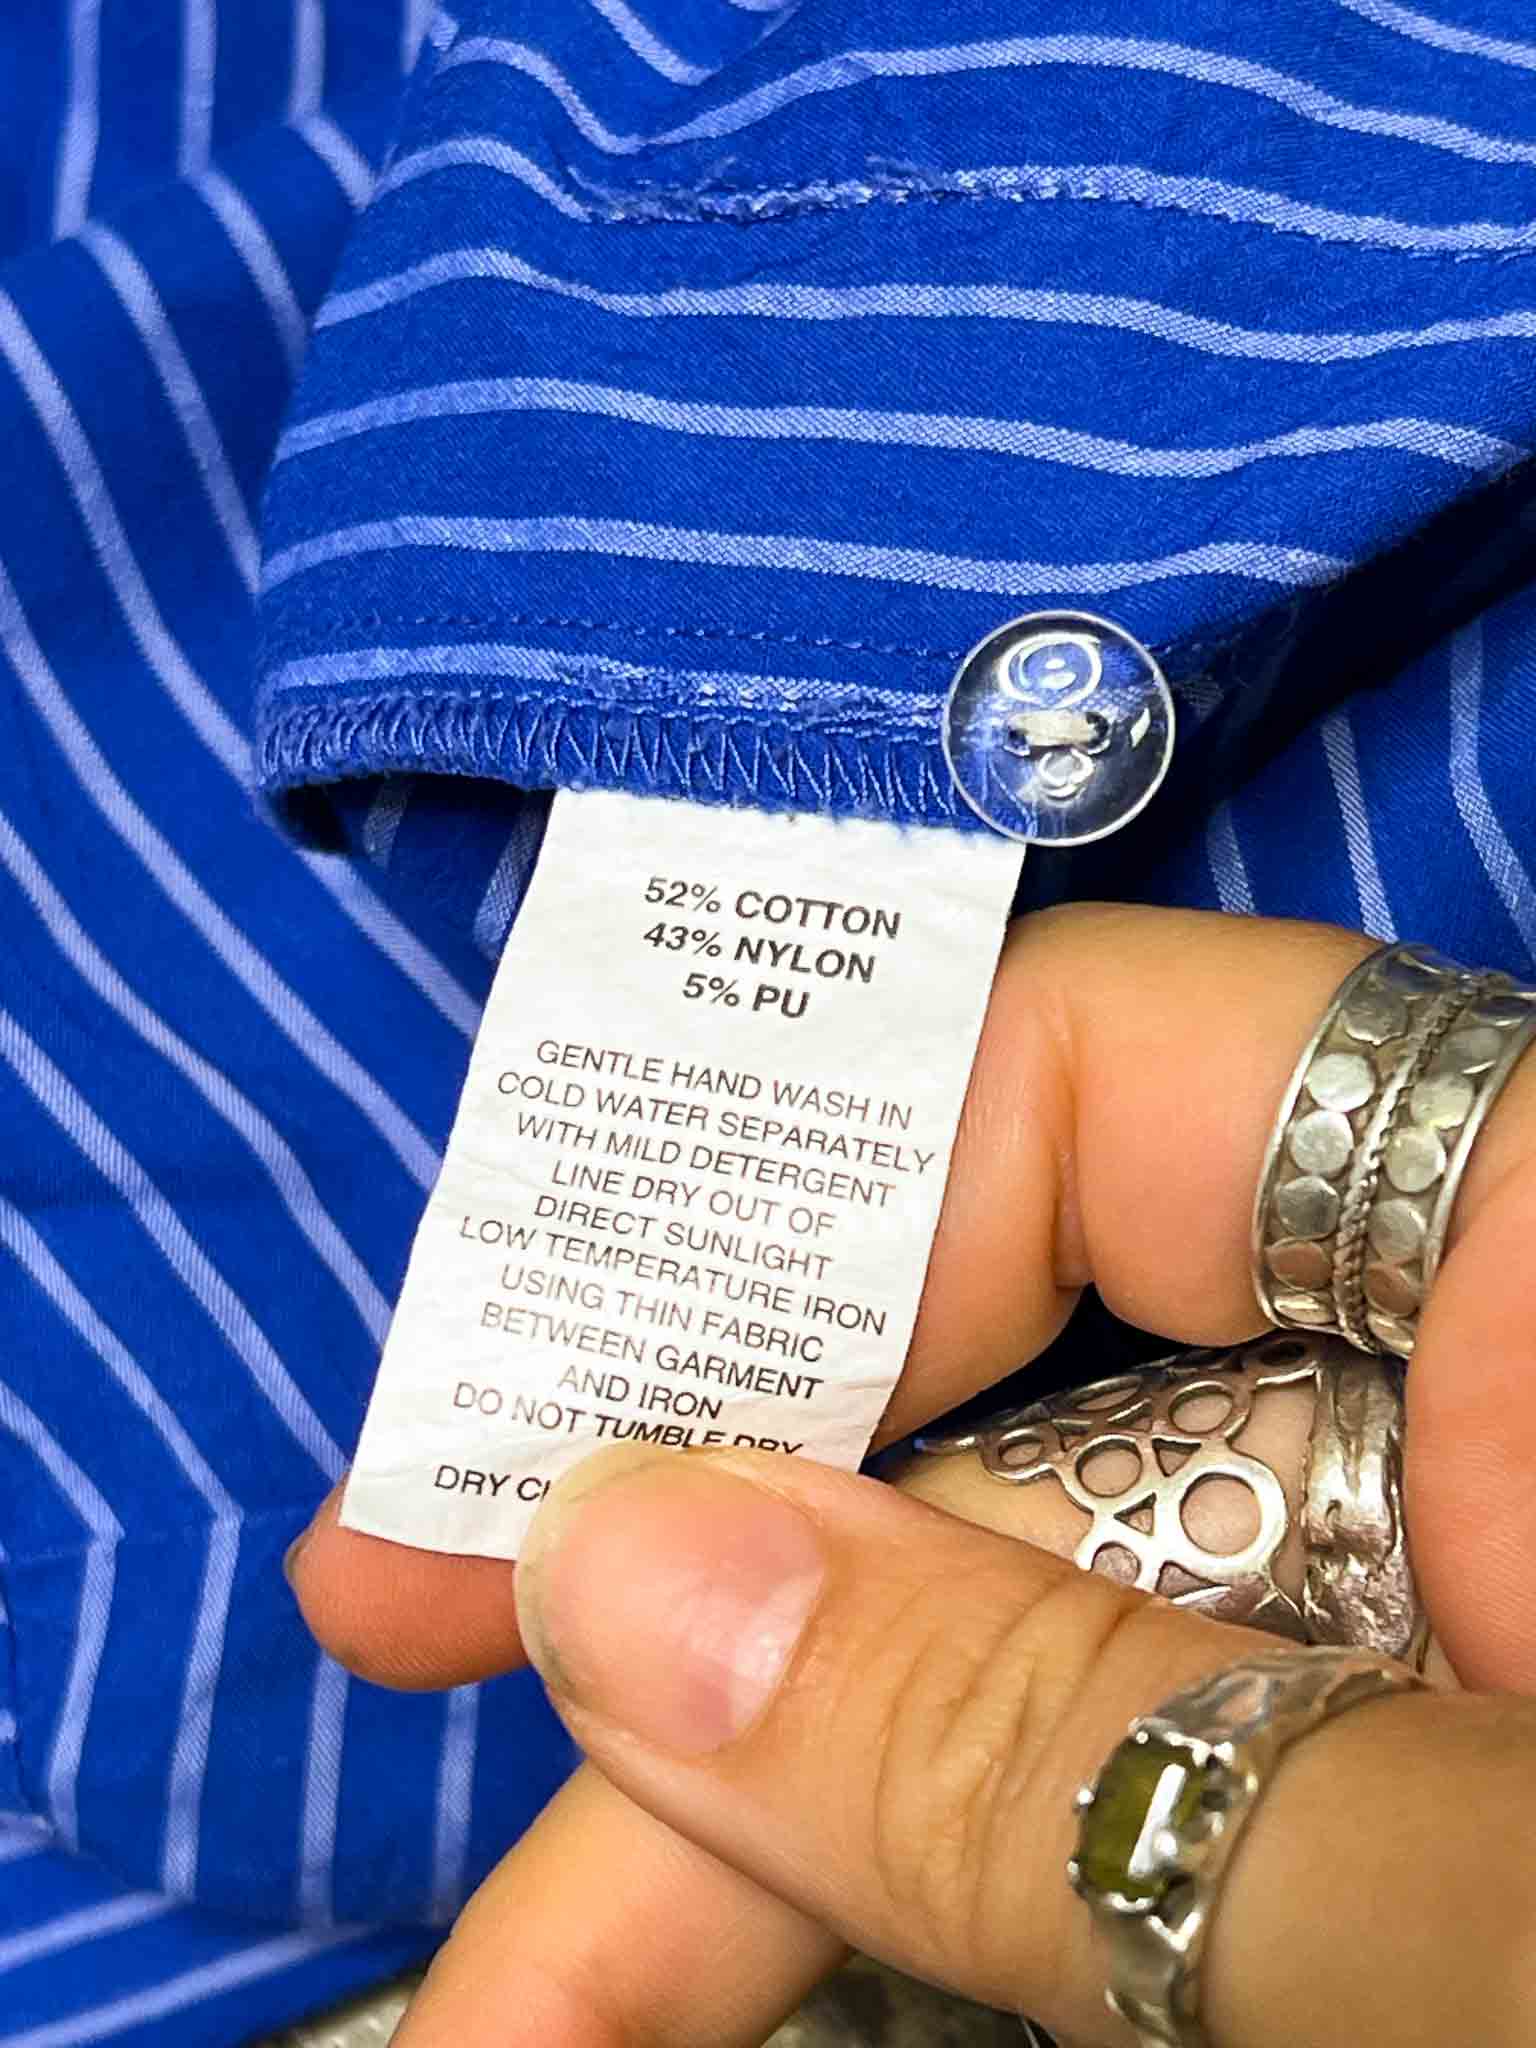 52% COTTON
43% NYLON
5% PU
GENTLE HAND WASH IN
COLD WATER SEPARATELY
WITH MILD DETERGENT
LINE DRY OUT OF
DIRECT SUNLIGHT
LOW TEMPERATURE IRON
USING THIN FABRIC
BETWEEN GARMENT
AND IRON
DO NOT TUMBLE DRY
DRY